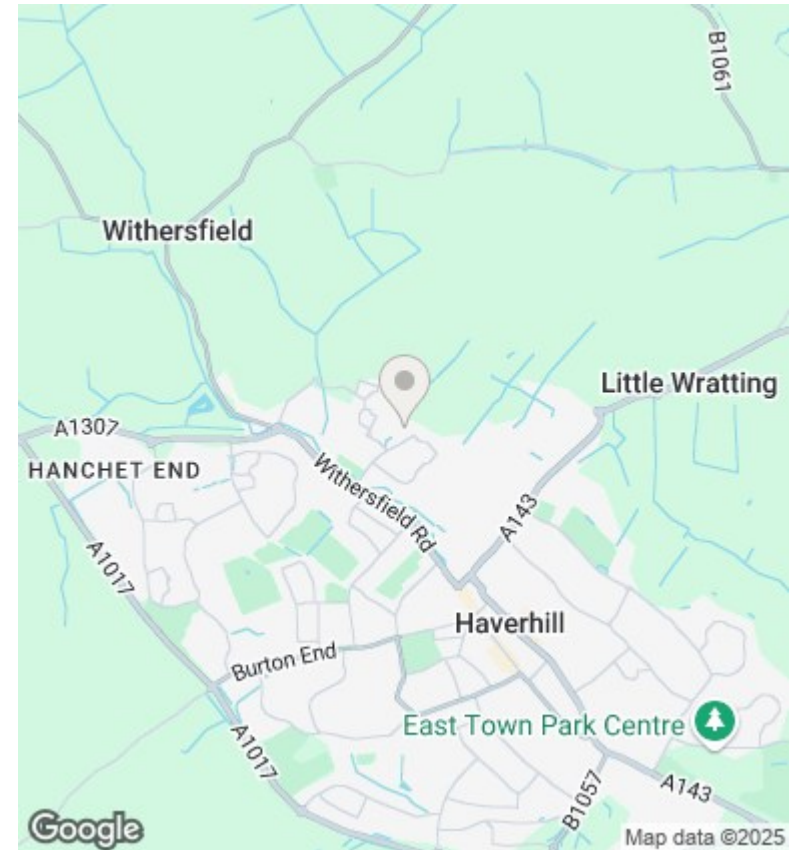 B1061
Withersfield
Little Wratting
A1307
HANCHET END
Withersfield Rd
A143
A1017
Haverhill
Burton End
East Town Park Centre
A1017
A143
B1057
Google
Map data ©2025